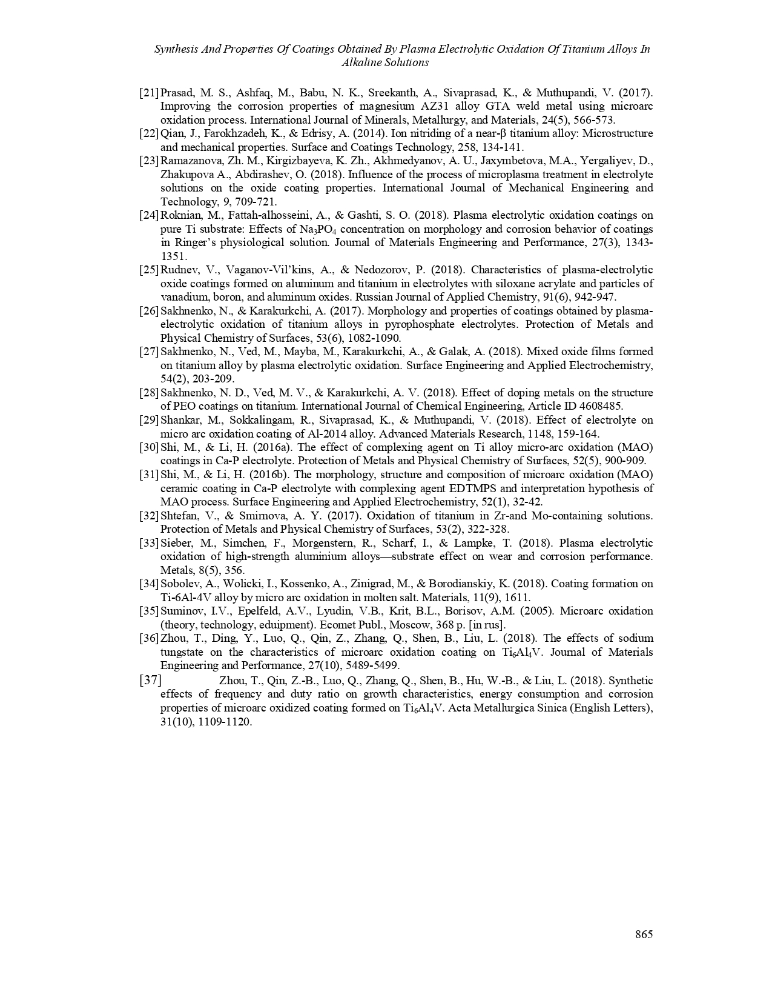 Synthesis And Properties Of Coatings Obtained By Plasma Electrolytic Oxidation Of Titanium Alloys In
Alkaline Solutions
[21] Prasad, M. S., Ashfaq, M., Babu, N. K., Sreekanth, A., Sivaprasad, K., & Muthupandi, V. (2017).
Improving the corrosion properties of magnesium AZ31 alloy GTA weld metal using microarc
oxidation process. International Journal of Minerals, Metallurgy, and Materials, 24(5), 566-573.
[22] Qian, J., Farokhzadeh, K., & Edrisy, A. (2014). Ion nitriding of a near-β titanium alloy: Microstructure
and mechanical properties. Surface and Coatings Technology, 258, 134-141.
[23] Ramazanova, Zh. M., Kirgizbayeva, K. Zh., Akhmedyanov, A. U., Jaxymbetova, M.A., Yergaliyev, D.,
Zhakupova A., Abdirashev, O. (2018). Influence of the process of microplasma treatment in electrolyte
solutions on the oxide coating properties. International Journal of Mechanical Engineering and
Technology, 9, 709-721.
[24] Roknian, M., Fattah-alhosseini, A., & Gashti, S. O. (2018). Plasma electrolytic oxidation coatings on
pure Ti substrate: Effects of Na₃PO₄ concentration on morphology and corrosion behavior of coatings
in Ringer’s physiological solution. Journal of Materials Engineering and Performance, 27(3), 1343-
1351.
[25] Rudnev, V., Vaganov-Vil’kins, A., & Nedozorov, P. (2018). Characteristics of plasma-electrolytic
oxide coatings formed on aluminum and titanium in electrolytes with siloxane acrylate and particles of
vanadium, boron, and aluminum oxides. Russian Journal of Applied Chemistry, 91(6), 942-947.
[26] Sakhnenko, N., & Karakurkchi, A. (2017). Morphology and properties of coatings obtained by plasma-
electrolytic oxidation of titanium alloys in pyrophosphate electrolytes. Protection of Metals and
Physical Chemistry of Surfaces, 53(6), 1082-1090.
[27] Sakhnenko, N., Ved, M., Mayba, M., Karakurkchi, A., & Galak, A. (2018). Mixed oxide films formed
on titanium alloy by plasma electrolytic oxidation. Surface Engineering and Applied Electrochemistry,
54(2), 203-209.
[28] Sakhnenko, N. D., Ved, M. V., & Karakurkchi, A. V. (2018). Effect of doping metals on the structure
of PEO coatings on titanium. International Journal of Chemical Engineering, Article ID 4608485.
[29] Shankar, M., Sokkalingam, R., Sivaprasad, K., & Muthupandi, V. (2018). Effect of electrolyte on
micro arc oxidation coating of Al-2014 alloy. Advanced Materials Research, 1148, 159-164.
[30] Shi, M., & Li, H. (2016a). The effect of complexing agent on Ti alloy micro-arc oxidation (MAO)
coatings in Ca-P electrolyte. Protection of Metals and Physical Chemistry of Surfaces, 52(5), 900-909.
[31] Shi, M., & Li, H. (2016b). The morphology, structure and composition of microarc oxidation (MAO)
ceramic coating in Ca-P electrolyte with complexing agent EDTMPS and interpretation hypothesis of
MAO process. Surface Engineering and Applied Electrochemistry, 52(1), 32-42.
[32] Shtefan, V., & Smirnova, A. Y. (2017). Oxidation of titanium in Zr-and Mo-containing solutions.
Protection of Metals and Physical Chemistry of Surfaces, 53(2), 322-328.
[33] Sieber, M., Simchen, F., Morgenstern, R., Scharf, I., & Lampke, T. (2018). Plasma electrolytic
oxidation of high-strength aluminium alloys—substrate effect on wear and corrosion performance.
Metals, 8(5), 356.
[34] Sobolev, A., Wolicki, I., Kossenko, A., Zinigrad, M., & Borodianskiy, K. (2018). Coating formation on
Ti-6Al-4V alloy by micro arc oxidation in molten salt. Materials, 11(9), 1611.
[35] Suminov, I.V., Epelfeld, A.V., Lyudin, V.B., Krit, B.L., Borisov, A.M. (2005). Microarc oxidation
(theory, technology, eduipment). Ecomet Publ., Moscow, 368 p. [in rus].
[36] Zhou, T., Ding, Y., Luo, Q., Qin, Z., Zhang, Q., Shen, B., Liu, L. (2018). The effects of sodium
tungstate on the characteristics of microarc oxidation coating on Ti₆Al₄V. Journal of Materials
Engineering and Performance, 27(10), 5489-5499.
[37] Zhou, T., Qin, Z.-B., Luo, Q., Zhang, Q., Shen, B., Hu, W.-B., & Liu, L. (2018). Synthetic
effects of frequency and duty ratio on growth characteristics, energy consumption and corrosion
properties of microarc oxidized coating formed on Ti₆Al₄V. Acta Metallurgica Sinica (English Letters),
31(10), 1109-1120.
865